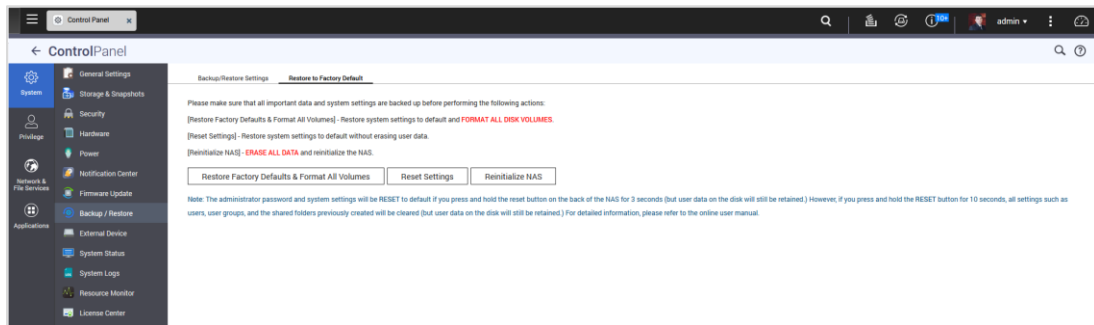 Control Panel x
10+
admin
ControlPanel
System
Privilege
Network &
File Services
Applications
General Settings
Storage & Snapshots
Security
Hardware
Power
Notification Center
Firmware Update
Backup / Restore
External Device
System Status
System Logs
Resource Monitor
License Center
Backup/Restore Settings Restore to Factory Default
Please make sure that all important data and system settings are backed up before performing the following actions:
[Restore Factory Defaults & Format All Volumes] - Restore system settings to default and FORMAT ALL DISK VOLUMES.
[Reset Settings] - Restore system settings to default without erasing user data.
[Reinitialize NAS] - ERASE ALL DATA and reinitialize the NAS.
Restore Factory Defaults & Format All Volumes Reset Settings Reinitialize NAS
Note: The administrator password and system settings will be RESET to default if you press and hold the reset button on the back of the NAS for 3 seconds (but user data on the disk will still be retained.) However, if you press and hold the RESET button for 10 seconds, all settings such as
users, user groups, and the shared folders previously created will be cleared (but user data on the disk will still be retained.) For detailed information, please refer to the online user manual.